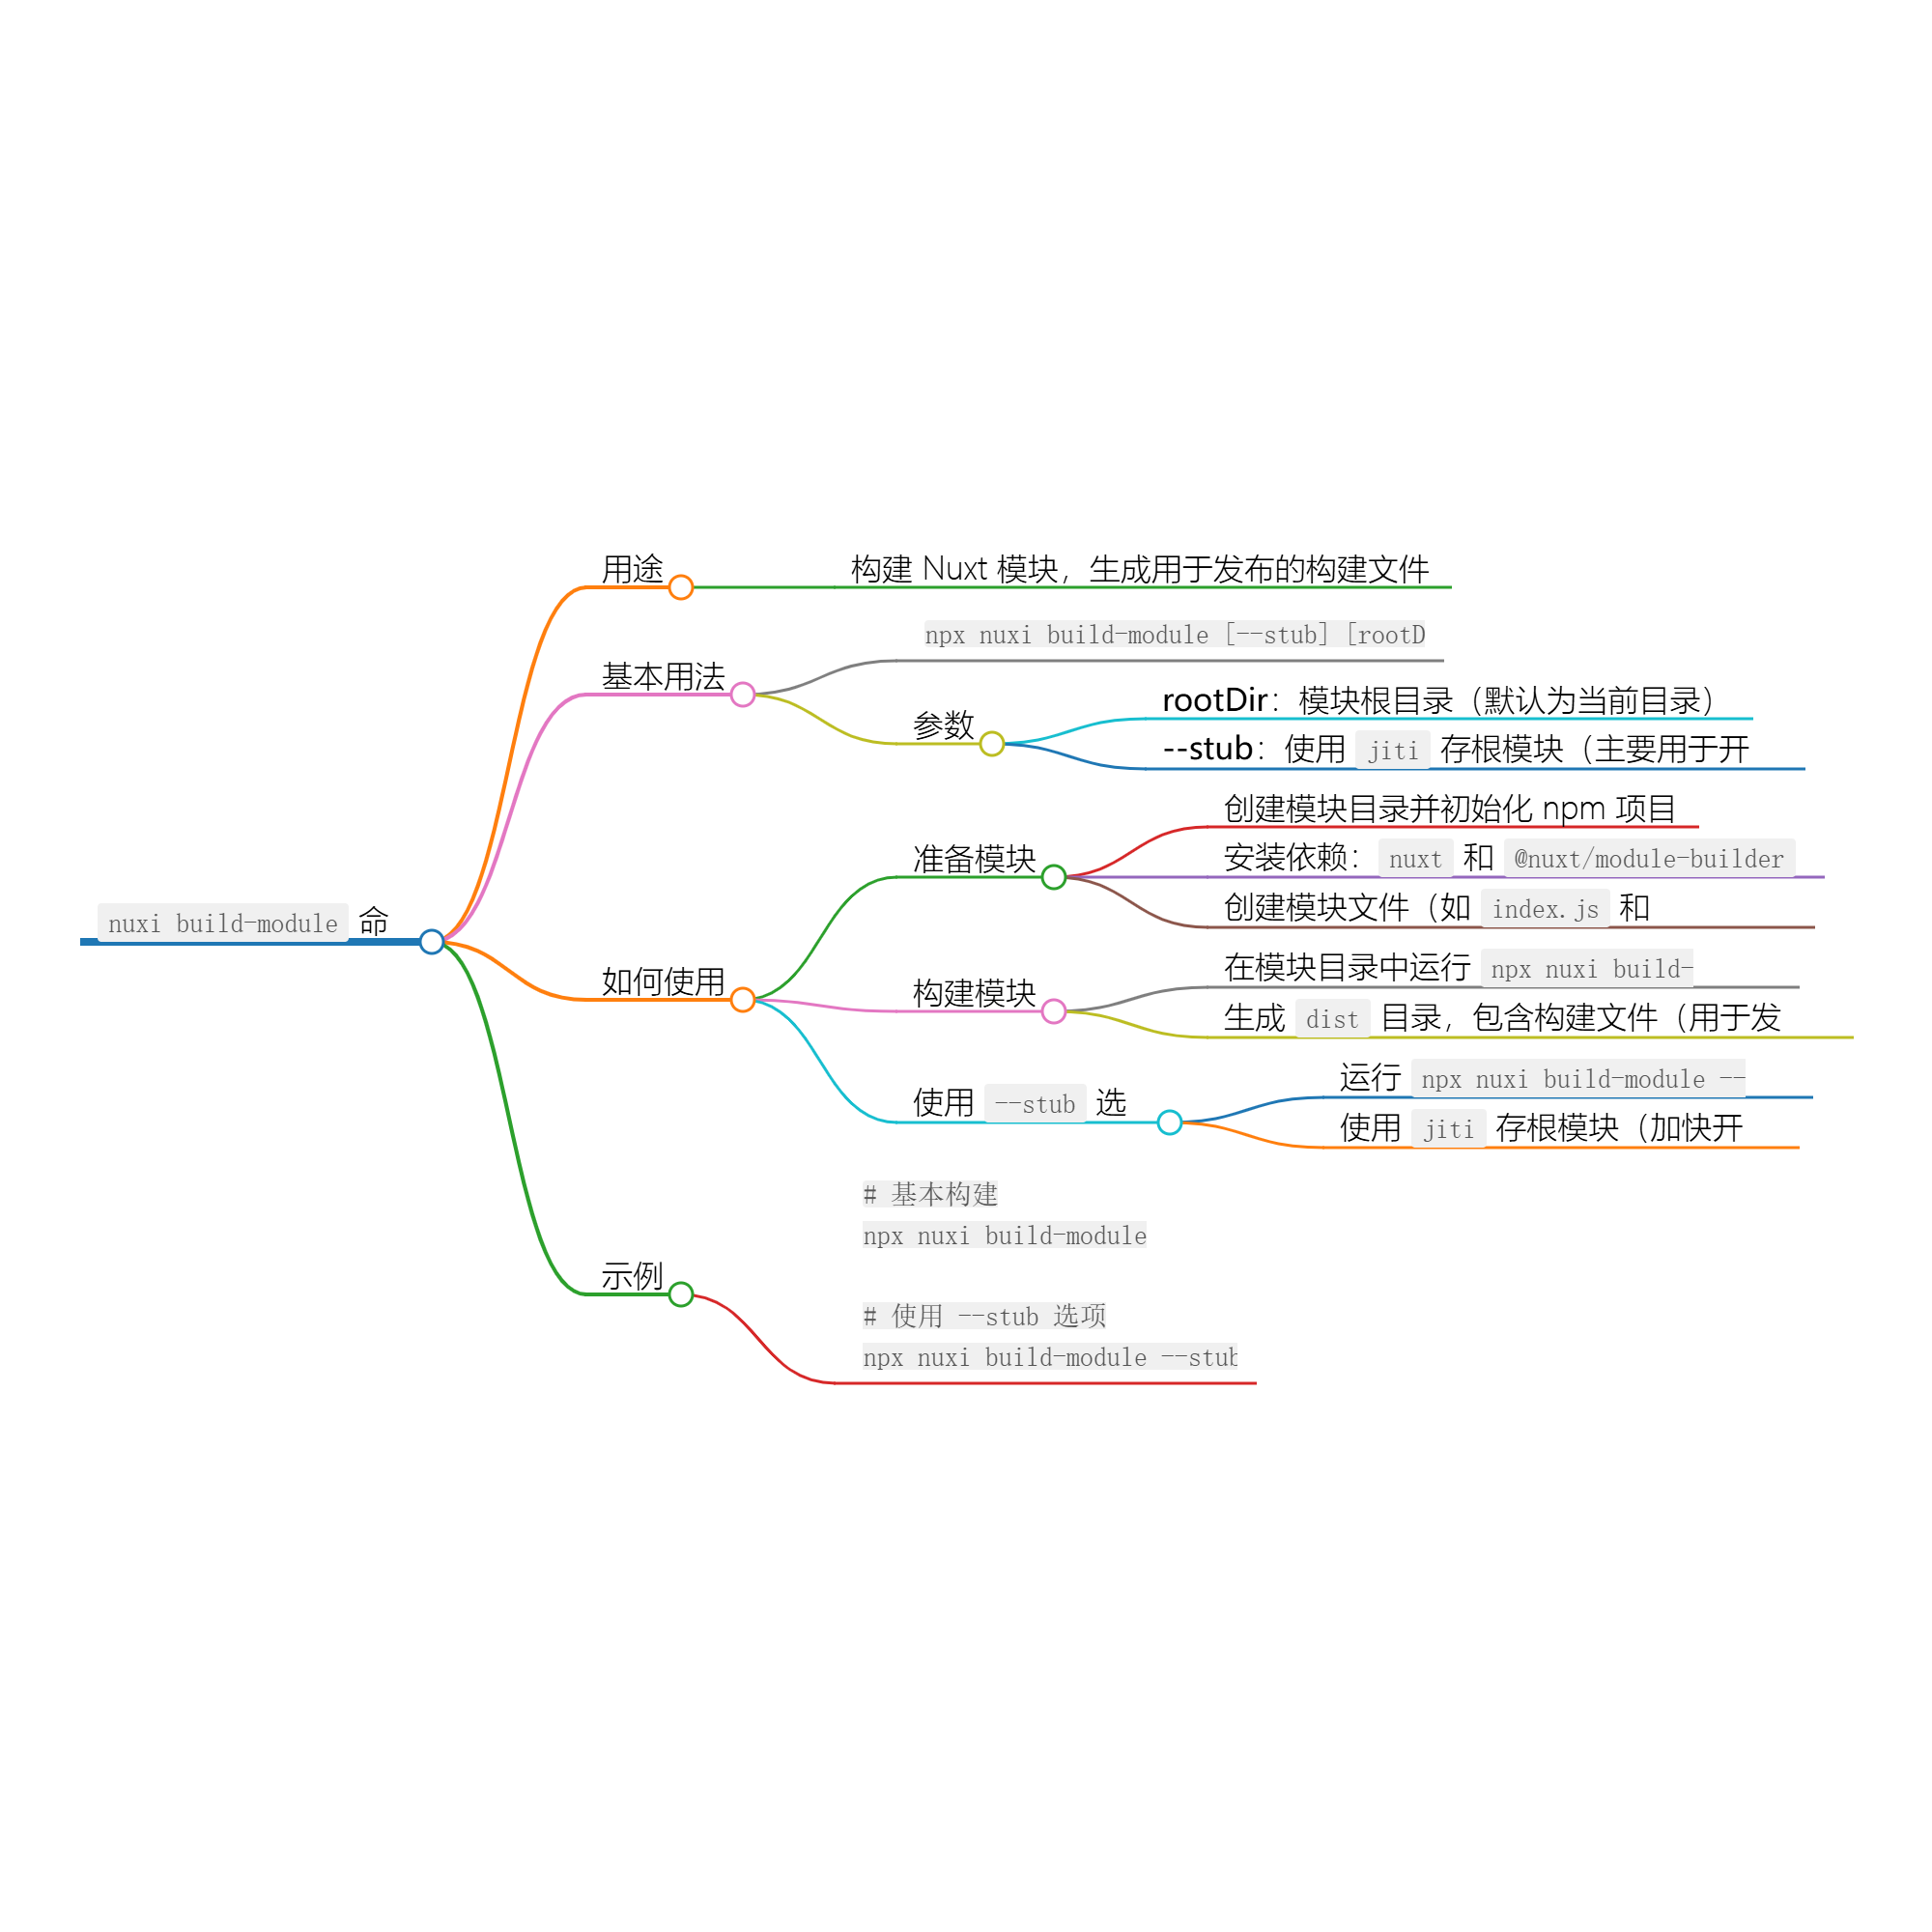 nuxi build-module 命
用途
构建 Nuxt 模块，生成用于发布的构建文件
基本用法
npx nuxi build-module [--stub] [rootD
参数
rootDir：模块根目录（默认为当前目录）
--stub：使用 jiti 存根模块（主要用于开
如何使用
准备模块
创建模块目录并初始化 npm 项目
安装依赖：nuxt 和 @nuxt/module-builder
创建模块文件（如 index.js 和
构建模块
在模块目录中运行 npx nuxi build-
生成 dist 目录，包含构建文件（用于发
使用 --stub 选
运行 npx nuxi build-module --
使用 jiti 存根模块（加快开
示例
# 基本构建
npx nuxi build-module
# 使用 --stub 选项
npx nuxi build-module --stub